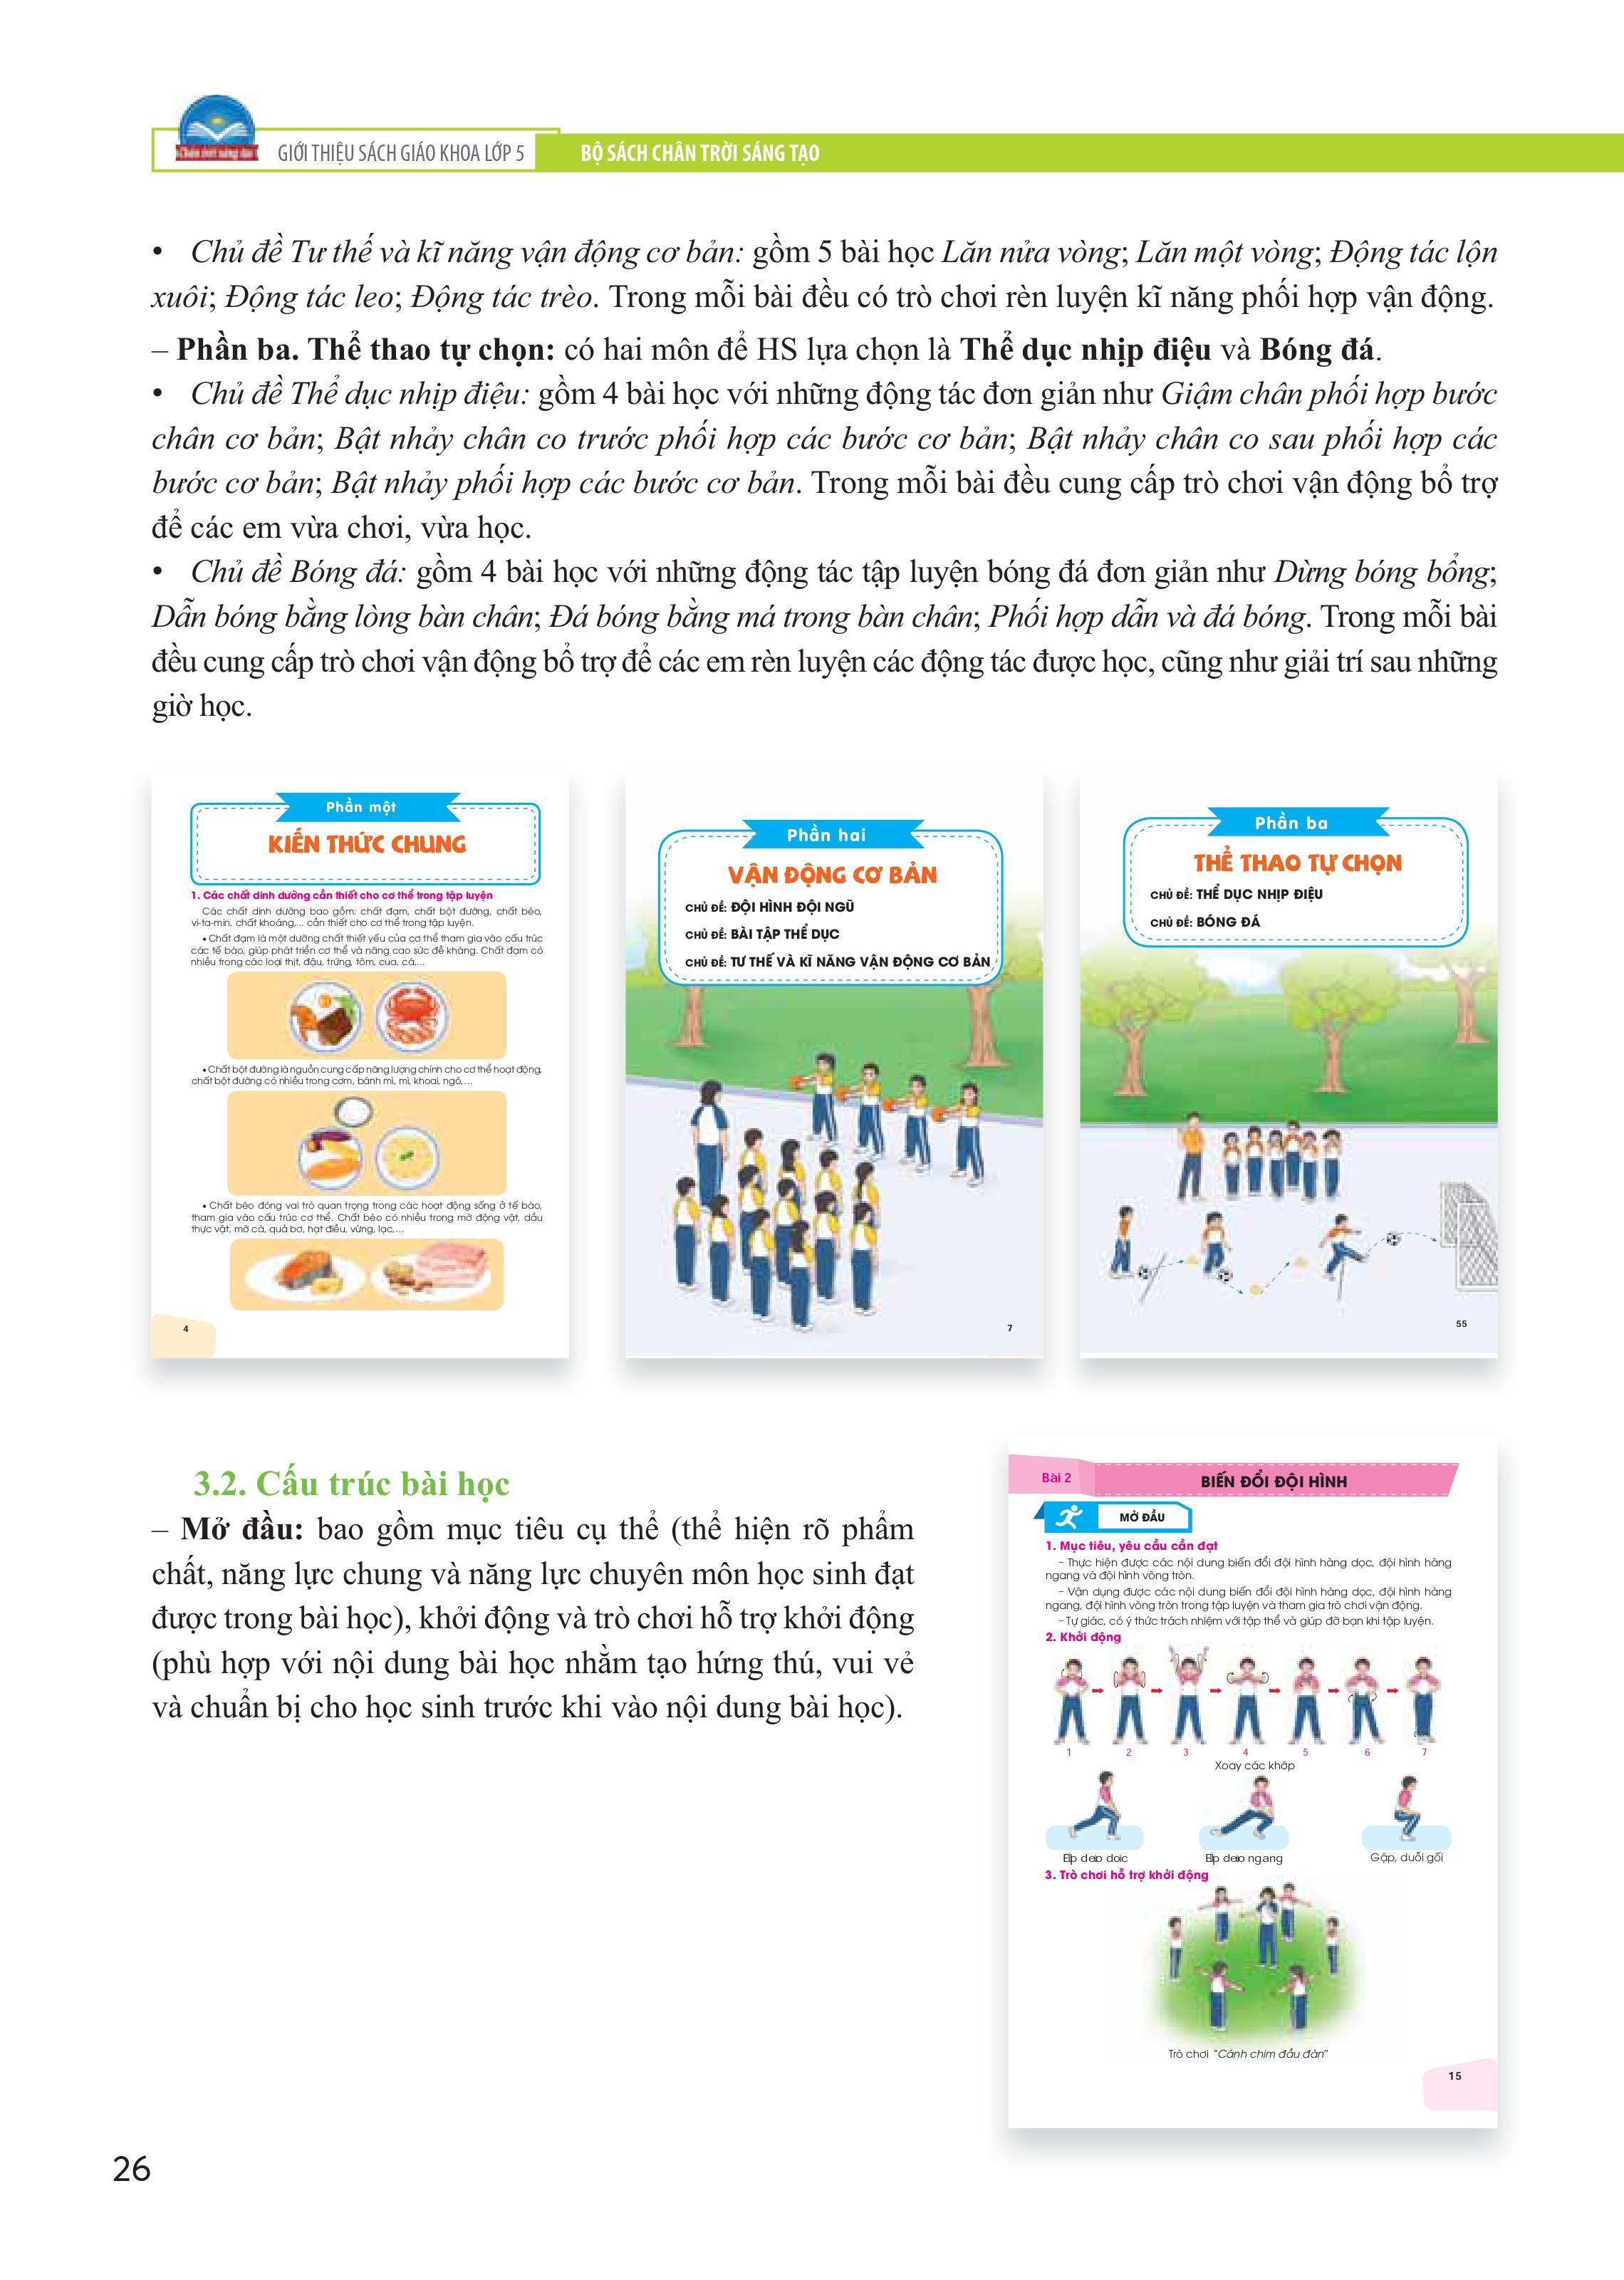 GIỚI THIỆU SÁCH GIÁO KHOA LỚP 5
BỘ SÁCH CHÂN TRỜI SÁNG TẠO
• Chủ đề Tư thế và kĩ năng vận động cơ bản: gồm 5 bài học Lăn nửa vòng; Lăn một vòng; Động tác lộn
xuôi; Động tác leo; Động tác trèo. Trong mỗi bài đều có trò chơi rèn luyện kĩ năng phối hợp vận động.
– Phần ba. Thể thao tự chọn: có hai môn để HS lựa chọn là Thể dục nhịp điệu và Bóng đá.
• Chủ đề Thể dục nhịp điệu: gồm 4 bài học với những động tác đơn giản như Giậm chân phối hợp bước
chân cơ bản; Bật nhảy chân co trước phối hợp các bước cơ bản; Bật nhảy chân co sau phối hợp các
bước cơ bản; Bật nhảy phối hợp các bước cơ bản. Trong mỗi bài đều cung cấp trò chơi vận động bổ trợ
để các em vừa chơi, vừa học.
• Chủ đề Bóng đá: gồm 4 bài học với những động tác tập luyện bóng đá đơn giản như Dừng bóng bổng;
Dẫn bóng bằng lòng bàn chân; Đá bóng bằng má trong bàn chân; Phối hợp dẫn và đá bóng. Trong mỗi bài
đều cung cấp trò chơi vận động bổ trợ để các em rèn luyện các động tác được học, cũng như giải trí sau những
giờ học.
Phần một
KIẾN THỨC CHUNG
1. Các chất dinh dưỡng cần thiết cho cơ thể trong tập luyện
Các chất dinh dưỡng bao gồm: chất đạm, chất bột đường, chất béo,
vi-ta-min, chất khoáng,... cần thiết cho cơ thể trong tập luyện.
• Chất đạm là một dưỡng chất thiết yếu của cơ thể tham gia vào cấu trúc
các tế bào, giúp phát triển cơ thể và nâng cao sức đề kháng. Chất đạm có
nhiều trong các loại thịt, đậu, trứng, tôm, cua, cá,...
• Chất bột đường là nguồn cung cấp năng lượng chính cho cơ thể hoạt động,
chất bột đường có nhiều trong cơm, bánh mì, mì, khoai, ngô,...
• Chất béo đóng vai trò quan trọng trong các hoạt động sống ở tế bào,
tham gia vào cấu trúc cơ thể. Chất béo có nhiều trong mỡ động vật, dầu
thực vật, mỡ cá, quả bơ, hạt điều, vừng, lạc,...
4
Phần hai
VẬN ĐỘNG CƠ BẢN
CHỦ ĐỀ: ĐỘI HÌNH ĐỘI NGŨ
CHỦ ĐỀ: BÀI TẬP THỂ DỤC
CHỦ ĐỀ: TƯ THẾ VÀ KĨ NĂNG VẬN ĐỘNG CƠ BẢN
7
Phần ba
THỂ THAO TỰ CHỌN
CHỦ ĐỀ: THỂ DỤC NHỊP ĐIỆU
CHỦ ĐỀ: BÓNG ĐÁ
55
3.2. Cấu trúc bài học
– Mở đầu: bao gồm mục tiêu cụ thể (thể hiện rõ phẩm
chất, năng lực chung và năng lực chuyên môn học sinh đạt
được trong bài học), khởi động và trò chơi hỗ trợ khởi động
(phù hợp với nội dung bài học nhằm tạo hứng thú, vui vẻ
và chuẩn bị cho học sinh trước khi vào nội dung bài học).
Bài 2
BIẾN ĐỔI ĐỘI HÌNH
MỞ ĐẦU
1. Mục tiêu, yêu cầu cần đạt
– Thực hiện được các nội dung biến đổi đội hình hàng dọc, đội hình hàng
ngang và đội hình vòng tròn.
– Vận dụng được các nội dung biến đổi đội hình hàng dọc, đội hình hàng
ngang, đội hình vòng tròn trong tập luyện và tham gia trò chơi vận động.
– Tự giác, có ý thức trách nhiệm với tập thể và giúp đỡ bạn khi tập luyện.
2. Khởi động
1 2 3 4 5 6 7
Xoay các khớp
Gập, duỗi gối
3. Trò chơi hỗ trợ khởi động
Trò chơi "Cánh chim đầu đàn"
15
26